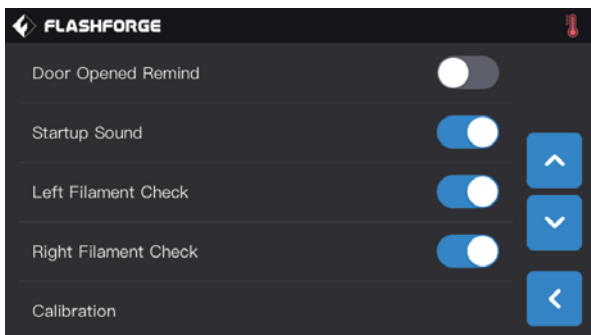 FLASHFORGE
Door Opened Remind
Startup Sound
Left Filament Check
Right Filament Check
Calibration